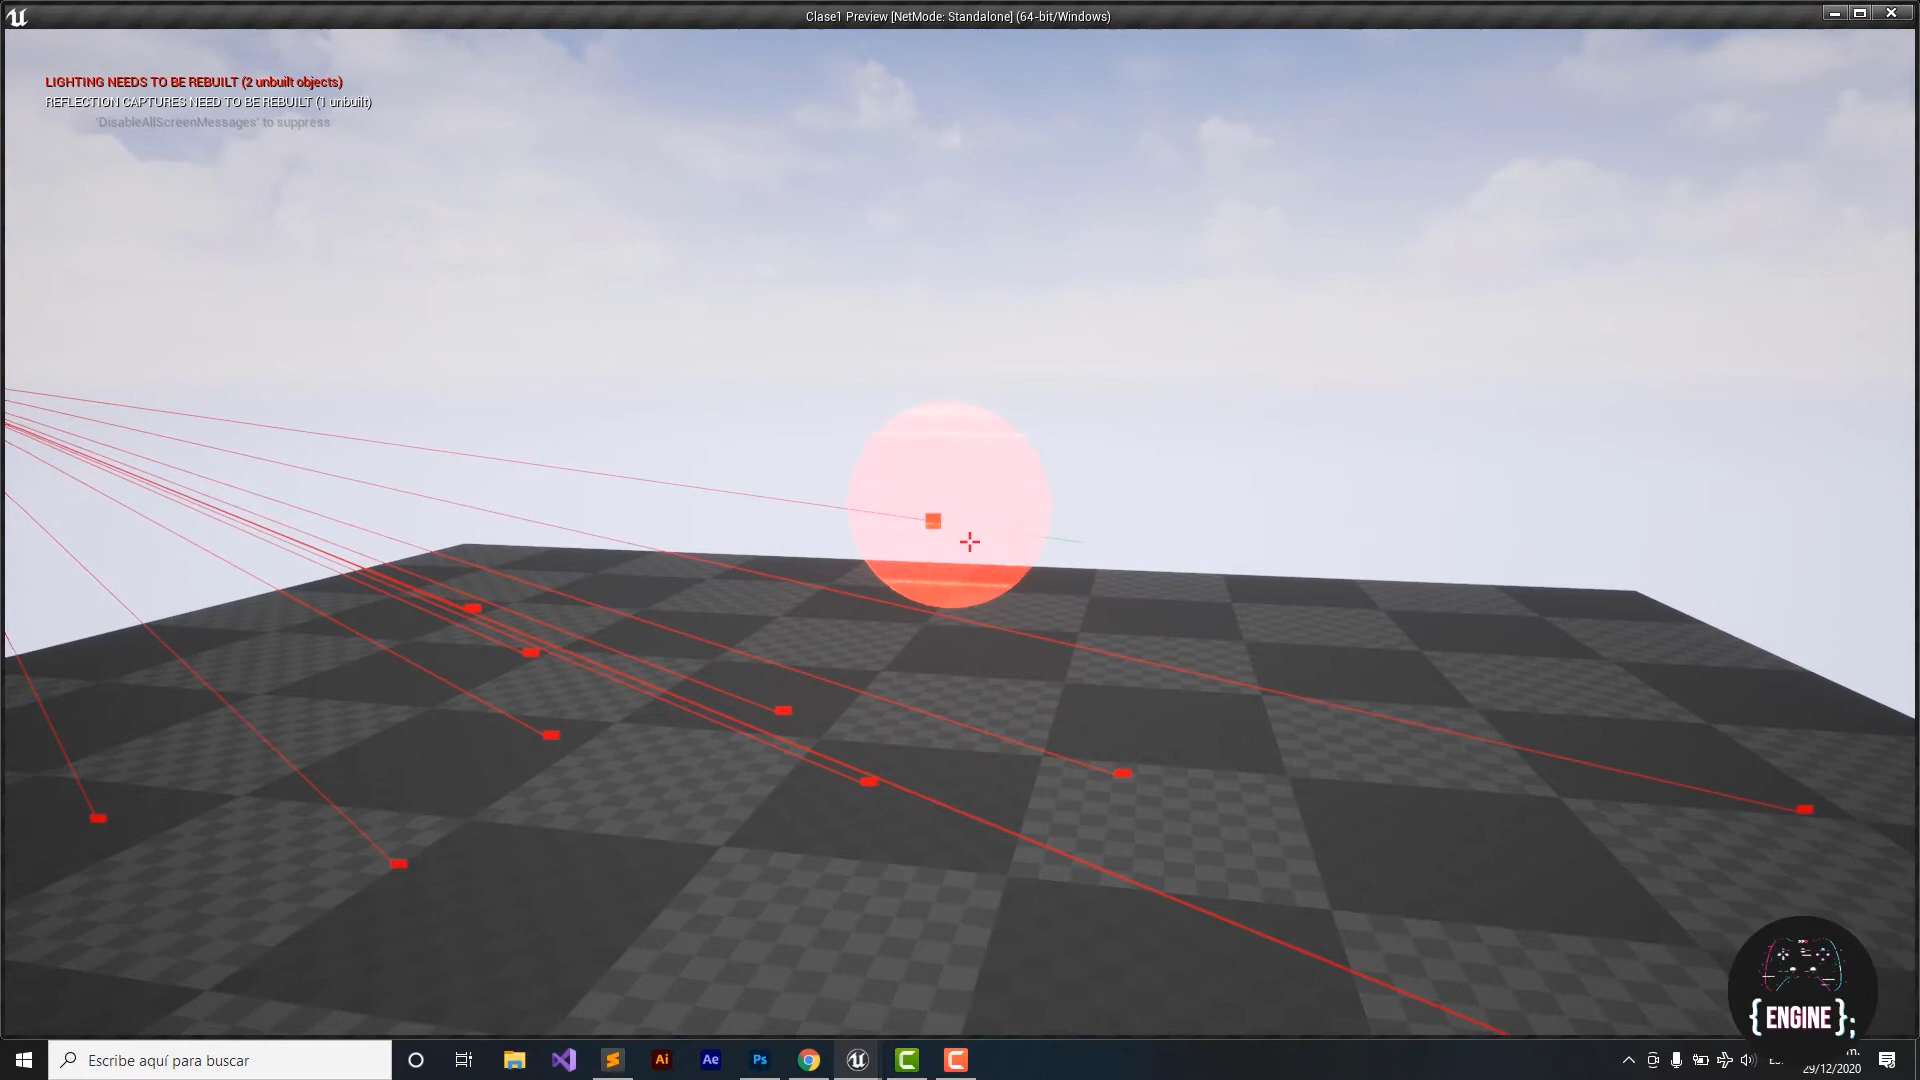 Clase1 Preview [NetMode: Standalone] (64-bit/Windows)
LIGHTING NEEDS TO BE REBUILT (2 unbuilt objects)
REFLECTION CAPTURES NEED TO BE REBUILT (1 unbuilt)
'DisableAllScreenMessages' to suppress
{ENGINE};
Escribe aquí para buscar
Ai
Ae
Ps
29/12/2020